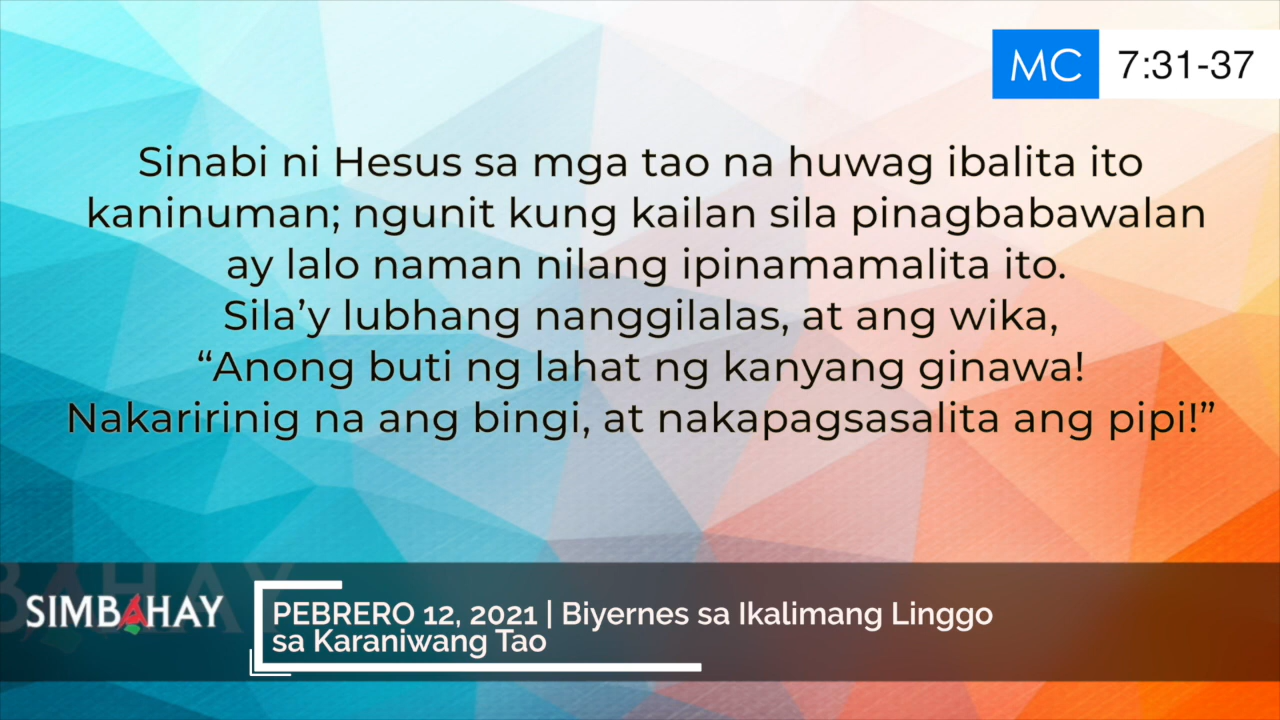 MC 7:31-37
Sinabi ni Hesus sa mga tao na huwag ibalita ito
kaninuman; ngunit kung kailan sila pinagbabawalan
ay lalo naman nilang ipinamamalita ito.
Sila’y lubhang nanggilalas, at ang wika,
“Anong buti ng lahat ng kanyang ginawa!
Nakaririnig na ang bingi, at nakapagsasalita ang pipi!”
SIMBAHAY
PEBRERO 12, 2021 | Biyernes sa Ikalimang Linggo
sa Karaniwang Tao